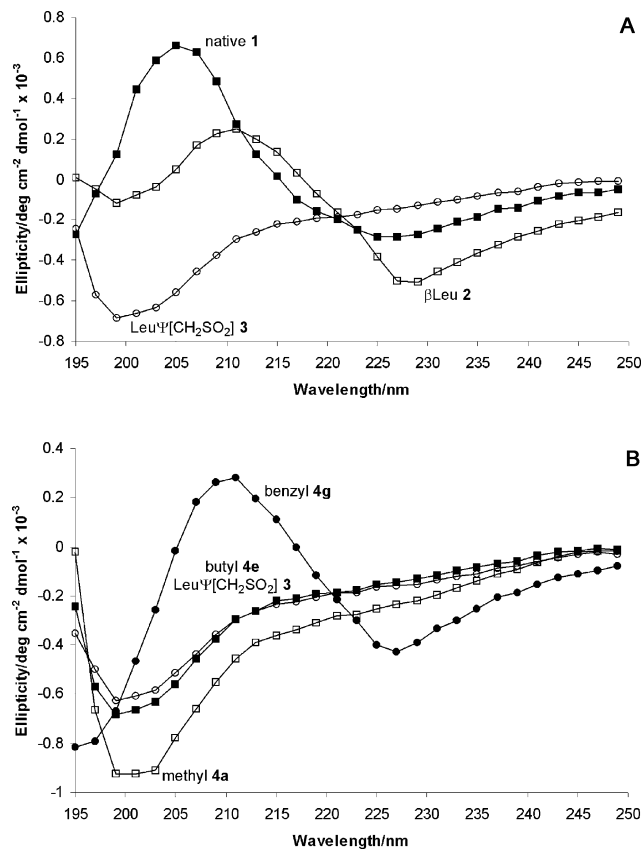 A
Ellipticity/deg cm⁻² dmol⁻¹ x 10⁻³
0.8
0.6
0.4
0.2
0
-0.2
-0.4
-0.6
-0.8
native 1
βLeu 2
LeuΨ[CH₂SO₂] 3
195 200 205 210 215 220 225 230 235 240 245 250
Wavelength/nm
B
Ellipticity/deg cm⁻² dmol⁻¹ x 10⁻³
0.4
0.2
0
-0.2
-0.4
-0.6
-0.8
-1
benzyl 4g
butyl 4e
LeuΨ[CH₂SO₂] 3
methyl 4a
195 200 205 210 215 220 225 230 235 240 245 250
Wavelength/nm